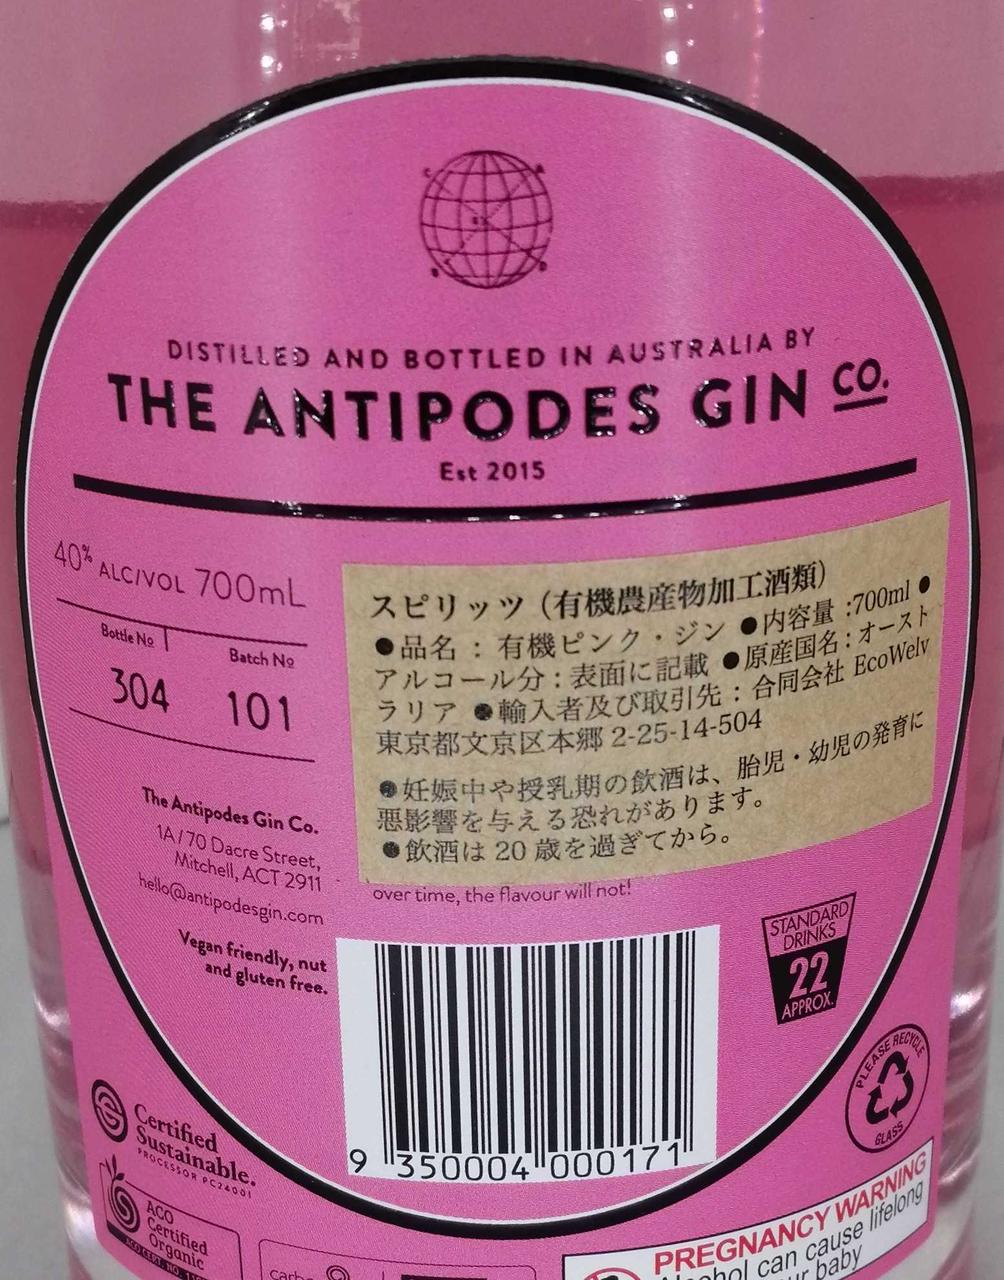 DISTILLED AND BOTTLED IN AUSTRALIA BY
THE ANTIPODES GIN CO.
Est 2015
40% ALC/VOL 700mL
Bottle No
Batch No
304
101
The Antipodes Gin Co.
1A/70 Dacre Street,
Mitchell, ACT 2911
hello@antipodesgin.com
Vegan friendly, nut
and gluten free.
スピリッツ（有機農産物加工酒類）
●品名：有機ピンク・ジン ●内容量:700ml ●
アルコール分：表面に記載 ●原産国名：オースト
ラリア ●輸入者及び取引先：合同会社 EcoWelv
東京都文京区本郷 2-25-14-504
●妊娠中や授乳期の飲酒は、胎児・幼児の発育に
悪影響を与える恐れがあります。
●飲酒は 20 歳を過ぎてから。
over time, the flavour will not!
9 350004 000171
STANDARD
DRINKS
22
APPROX.
PLEASE RECYCLE
GLASS
Certified
Sustainable.
PROCESSOR PC24001
ACO
Certified
Organic
ACO CERT. NO.
PREGNANCY WARNING
Alcohol can cause lifelong
baby